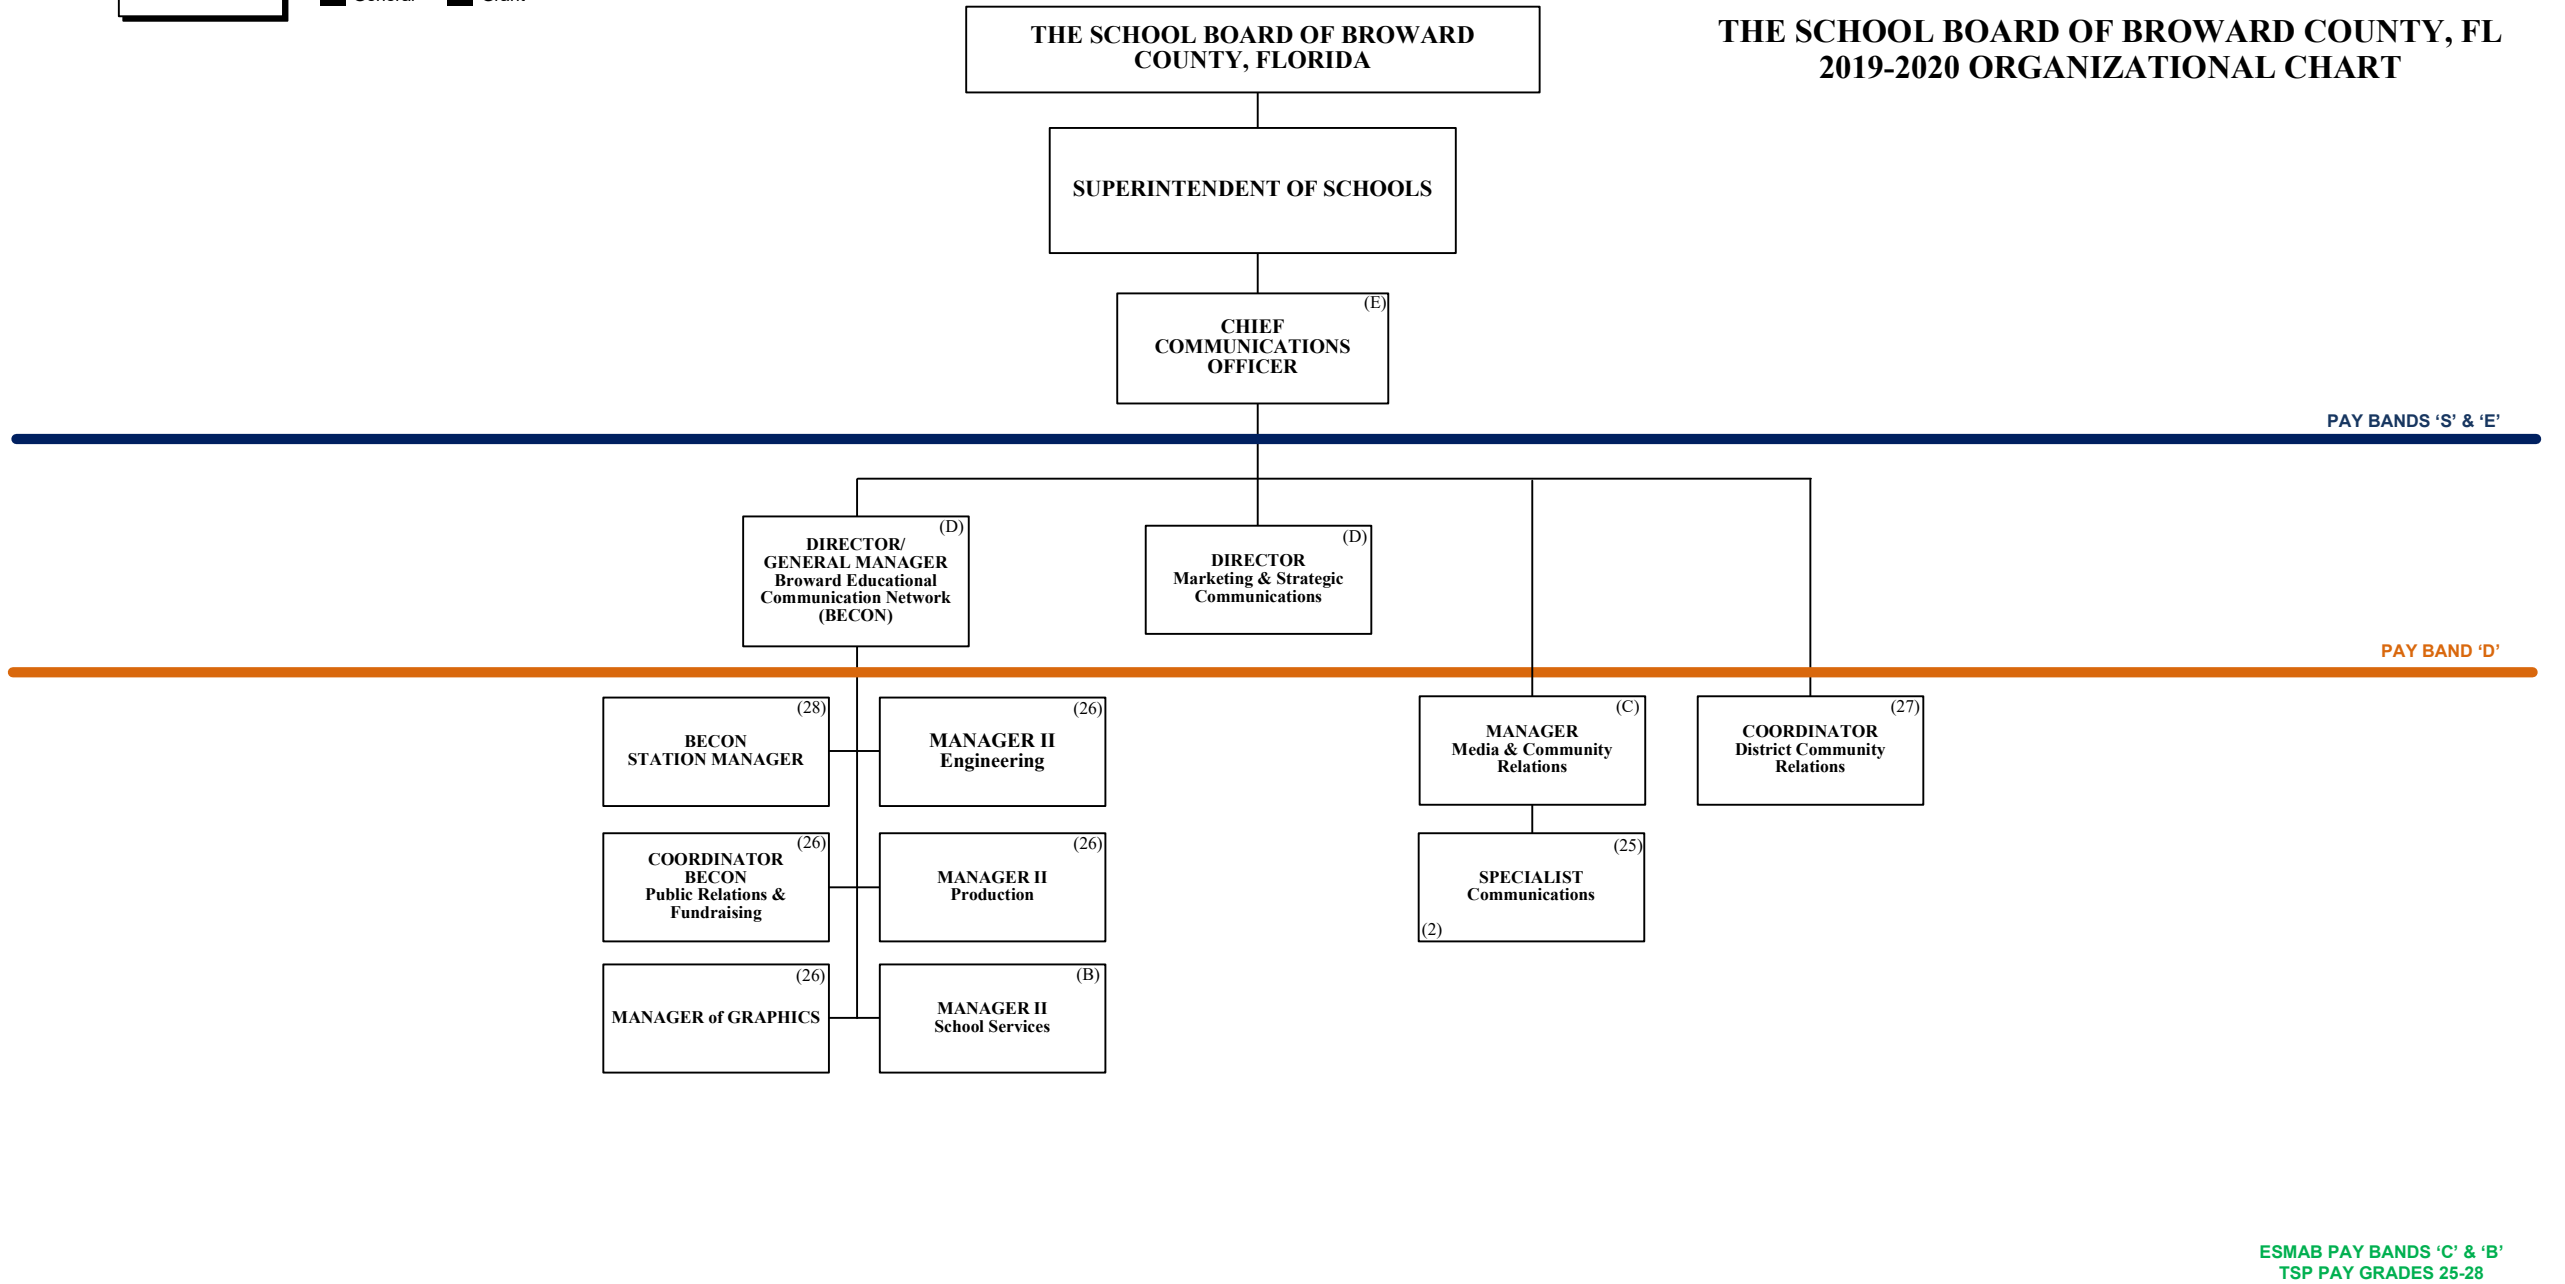 General
Grant
THE SCHOOL BOARD OF BROWARD
COUNTY, FLORIDA
THE SCHOOL BOARD OF BROWARD COUNTY, FL
2019-2020 ORGANIZATIONAL CHART
SUPERINTENDENT OF SCHOOLS
(E)
CHIEF
COMMUNICATIONS
OFFICER
PAY BANDS ‘S’ & ‘E’
(D)
DIRECTOR/
GENERAL MANAGER
Broward Educational
Communication Network
(BECON)
(D)
DIRECTOR
Marketing & Strategic
Communications
PAY BAND ‘D’
(28)
BECON
STATION MANAGER
(26)
MANAGER II
Engineering
(C)
MANAGER
Media & Community
Relations
(27)
COORDINATOR
District Community
Relations
(26)
COORDINATOR
BECON
Public Relations &
Fundraising
(26)
MANAGER II
Production
(25)
SPECIALIST
Communications
(2)
(26)
MANAGER of GRAPHICS
(B)
MANAGER II
School Services
ESMAB PAY BANDS ‘C’ & ‘B’
TSP PAY GRADES 25-28